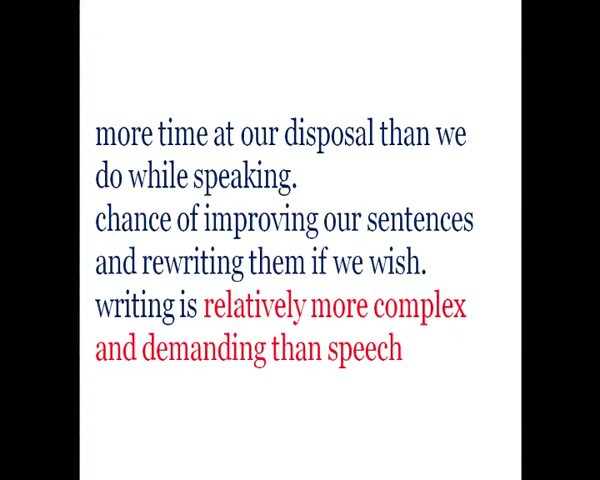 more time at our disposal than we
do while speaking.
chance of improving our sentences
and rewriting them if we wish.
writing is relatively more complex
and demanding than speech